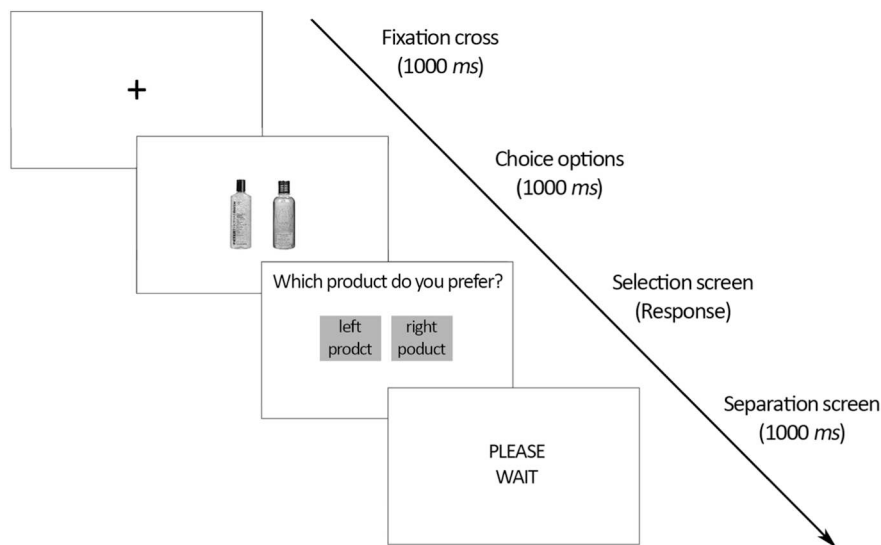 Fixation cross
(1000 ms)
Choice options
(1000 ms)
Which product do you prefer?
left
prodct
right
poduct
Selection screen
(Response)
PLEASE
WAIT
Separation screen
(1000 ms)